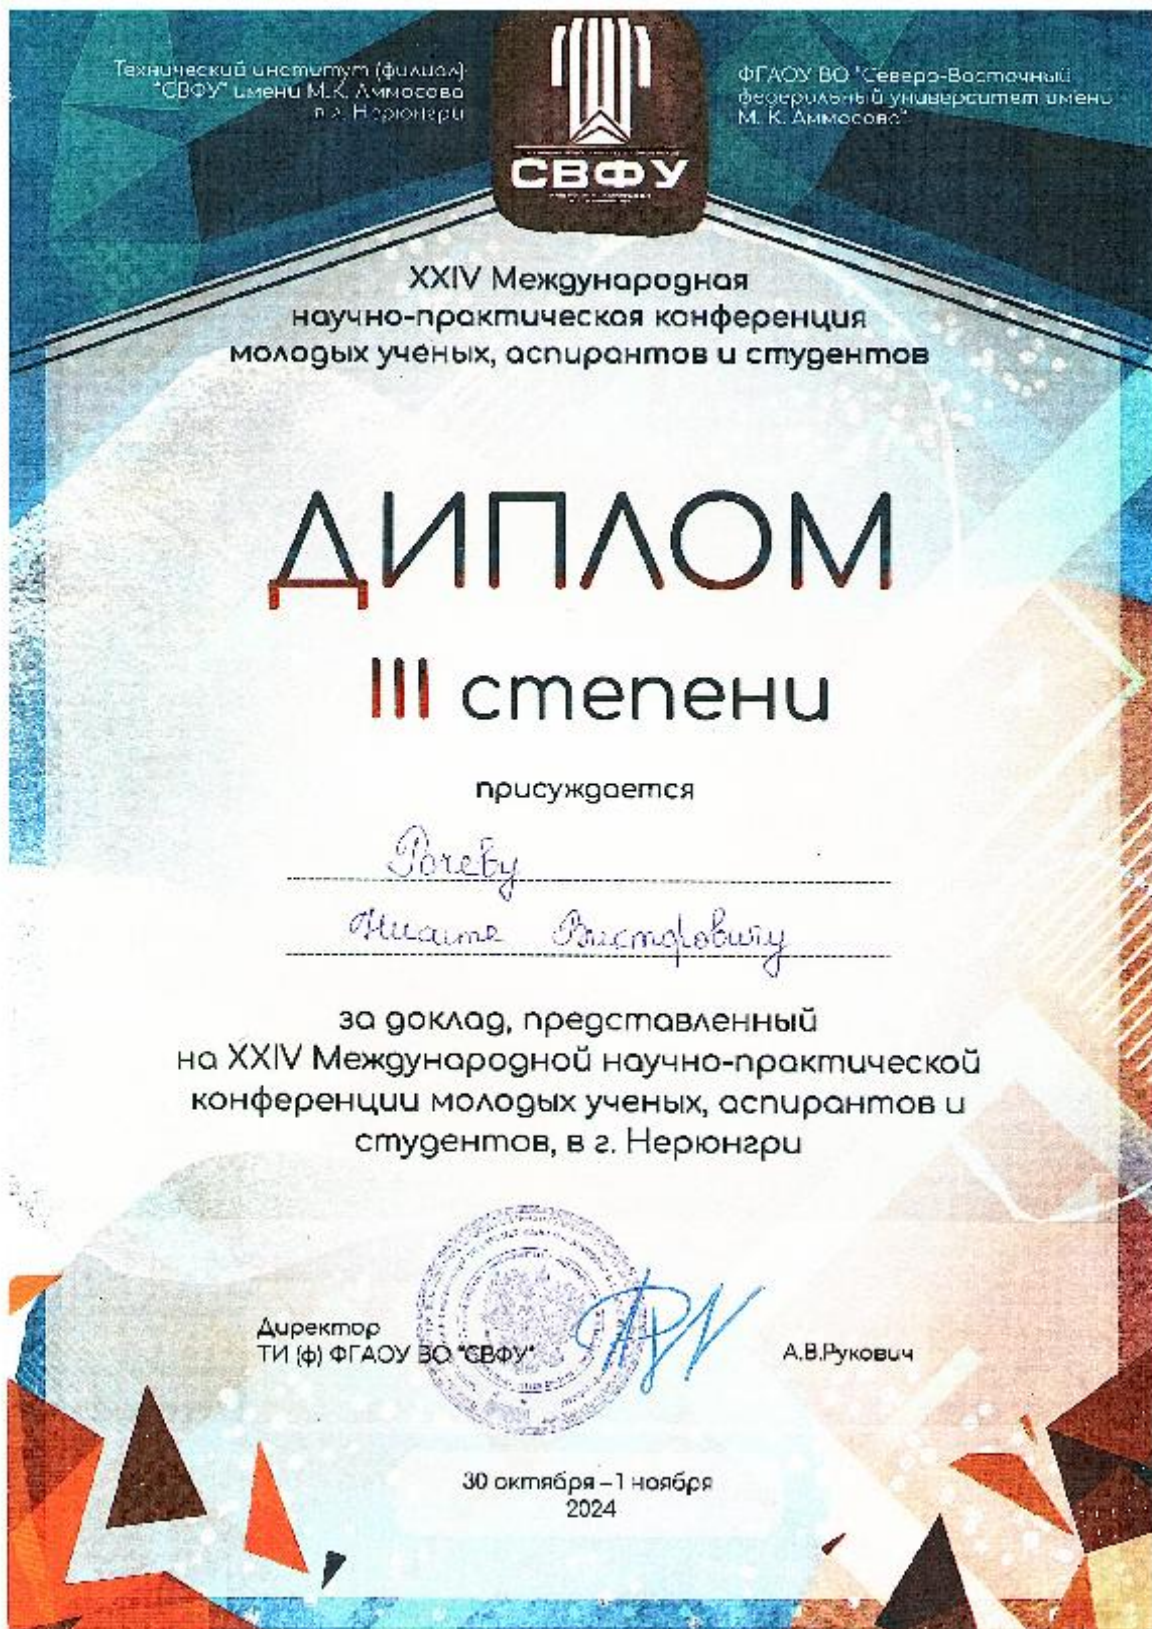 Технический институт (филиал)
"СВФУ" имени М.К. Аммосова
в г. Нерюнгри
ФГАОУ ВО "Северо-Восточный
федеральный университет имени
М. К. Аммосова"
СВФУ
XXIV Международная
научно-практическая конференция
молодых ученых, аспирантов и студентов
ДИПЛОМ
III степени
присуждается
Рочеву
Никите Викторовичу
за доклад, представленный
на XXIV Международной научно-практической
конференции молодых ученых, аспирантов и
студентов, в г. Нерюнгри
Директор
ТИ (ф) ФГАОУ ВО "СВФУ"
А.В.Рукович
30 октября – 1 ноября
2024